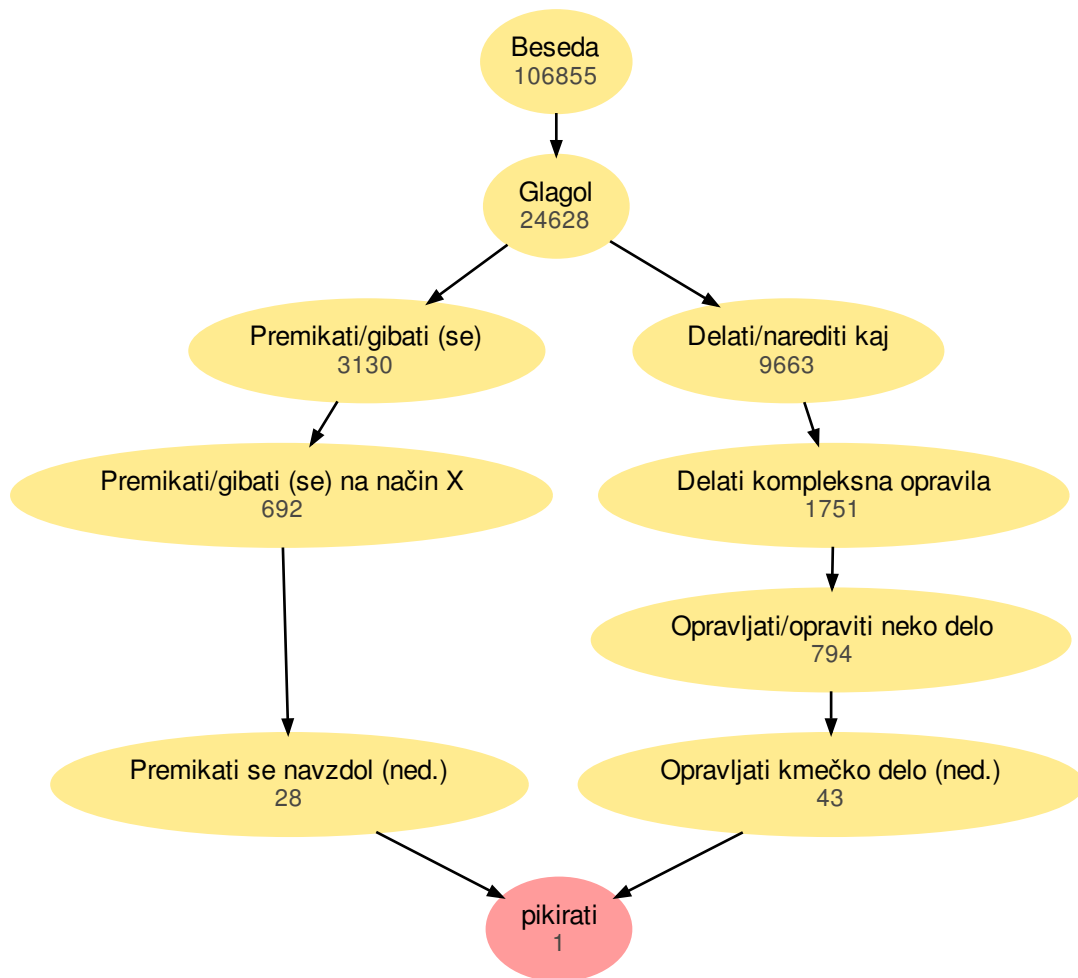 Beseda
106855
Glagol
24628
Premikati/gibati (se)
3130
Delati/narediti kaj
9663
Premikati/gibati (se) na način X
692
Delati kompleksna opravila
1751
Opravljati/opraviti neko delo
794
Premikati se navzdol (ned.)
28
Opravljati kmečko delo (ned.)
43
pikirati
1